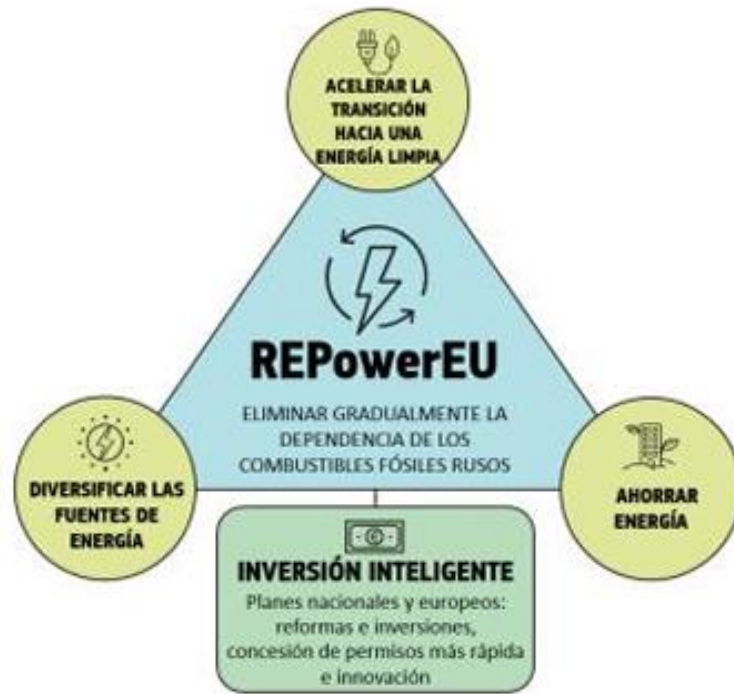 ACELERAR LA
TRANSICIÓN
HACIA UNA
ENERGÍA LIMPIA
REPowerEU
ELIMINAR GRADUALMENTE LA
DEPENDENCIA DE LOS
COMBUSTIBLES FÓSILES RUSOS
DIVERSIFICAR LAS
FUENTES DE
ENERGÍA
AHORRAR
ENERGÍA
INVERSIÓN INTELIGENTE
Planes nacionales y europeos:
reformas e inversiones,
concesión de permisos más rápida
e innovación